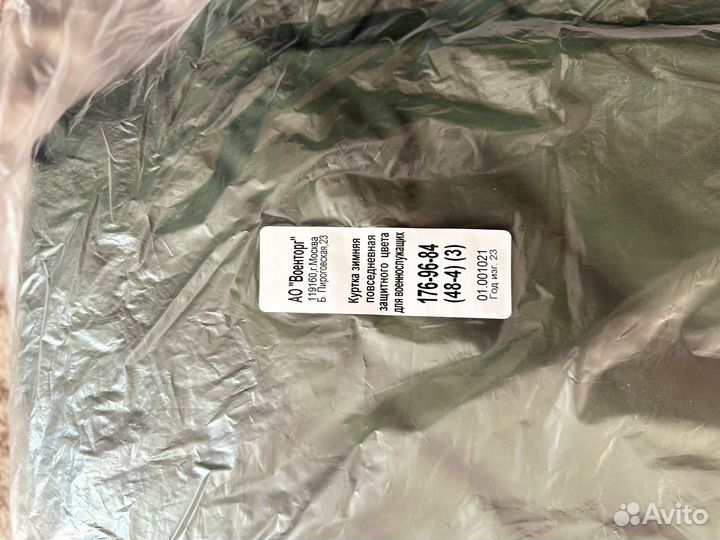 АО "Военторг"
119160,г.Москва
Б. Пироговская,23
Куртка зимняя
повседневная
защитного цвета
для военнослужащих
176-96-84
(48-4) (3)
01.001021
Год изг. 23
Avito